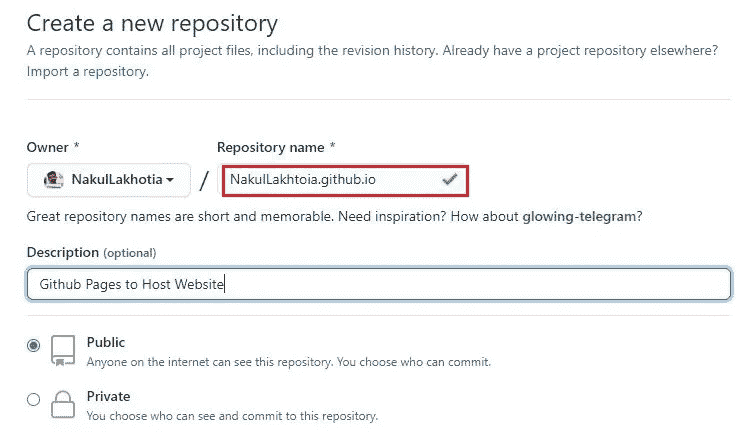 Create a new repository
A repository contains all project files, including the revision history. Already have a project repository elsewhere?
Import a repository.
Owner * Repository name *
NakulLakhotia / NakulLakhtoia.github.io
Great repository names are short and memorable. Need inspiration? How about glowing-telegram?
Description (optional)
Github Pages to Host Website
Public
Anyone on the internet can see this repository. You choose who can commit.
Private
You choose who can see and commit to this repository.